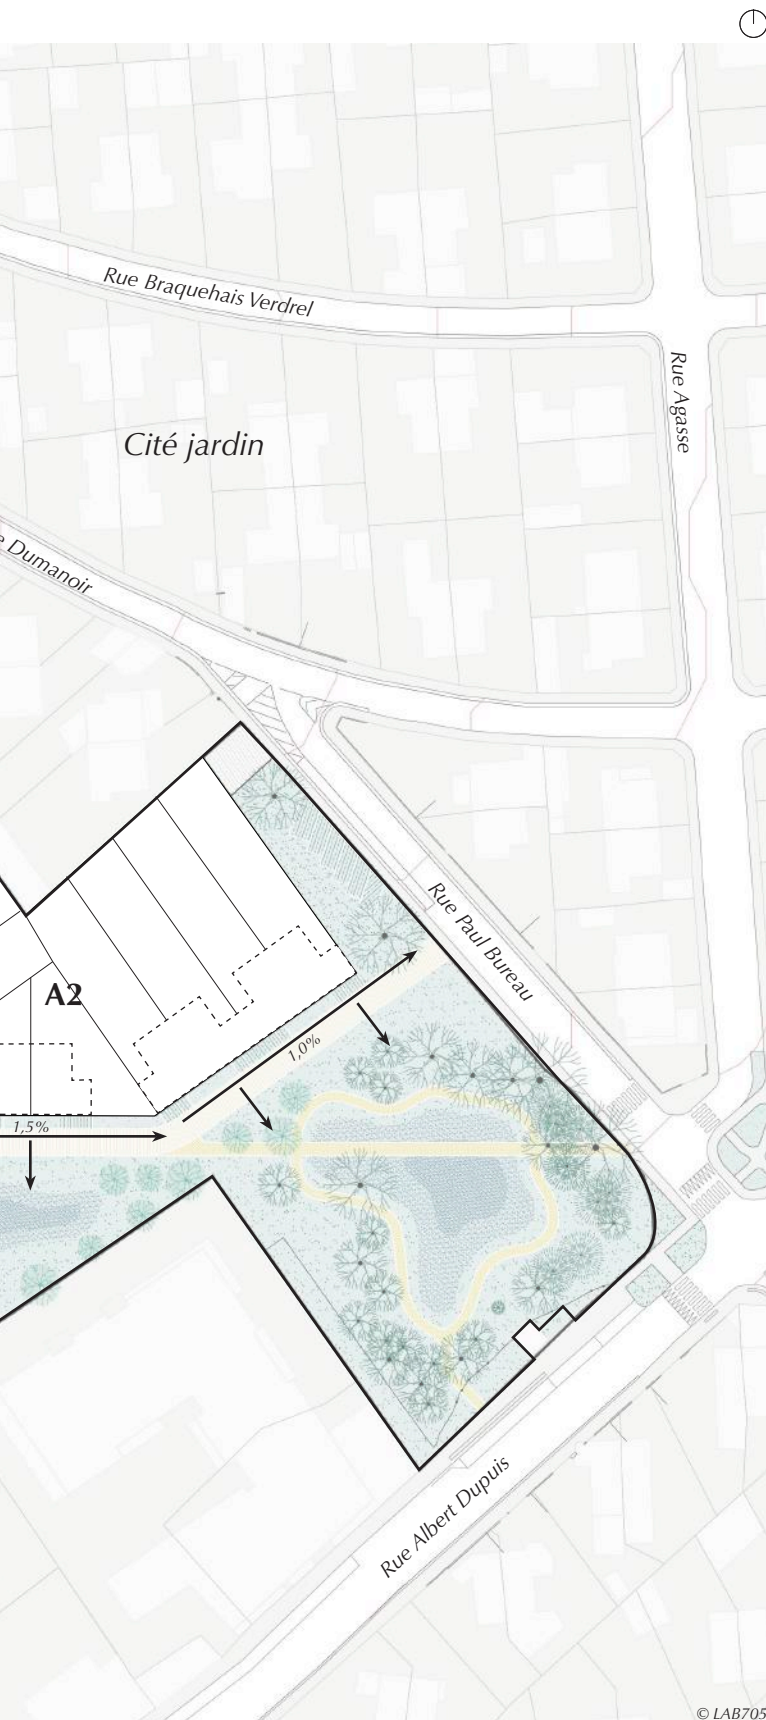 Rue Braquehais Verdrel
Rue Agasse
Cité jardin
Dumanoir
Rue Paul Bureau
A2
1,0%
1,5%
Rue Albert Dupuis
© LAB705